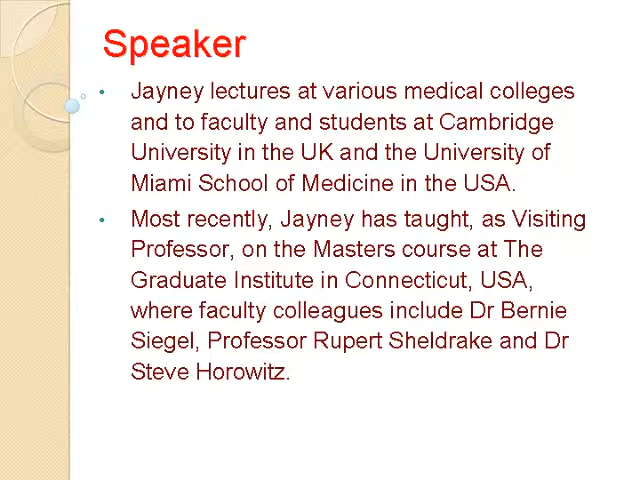 Speaker
• Jayney lectures at various medical colleges
and to faculty and students at Cambridge
University in the UK and the University of
Miami School of Medicine in the USA.
• Most recently, Jayney has taught, as Visiting
Professor, on the Masters course at The
Graduate Institute in Connecticut, USA,
where faculty colleagues include Dr Bernie
Siegel, Professor Rupert Sheldrake and Dr
Steve Horowitz.